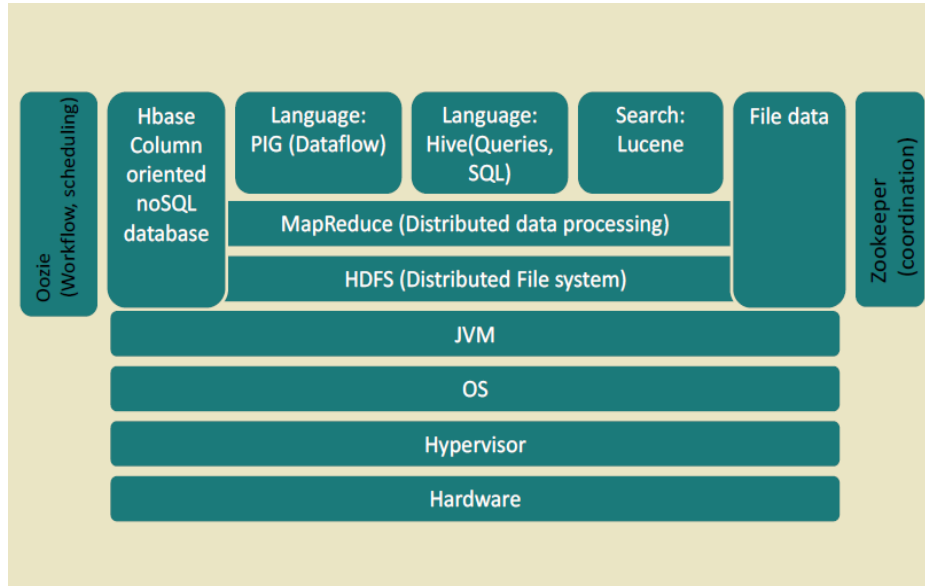 Oozie
(Workflow, scheduling)
Hbase
Column
oriented
noSQL
database
Language:
PIG (Dataflow)
Language:
Hive(Queries,
SQL)
Search:
Lucene
File data
Zookeeper
(coordination)
MapReduce (Distributed data processing)
HDFS (Distributed File system)
JVM
OS
Hypervisor
Hardware